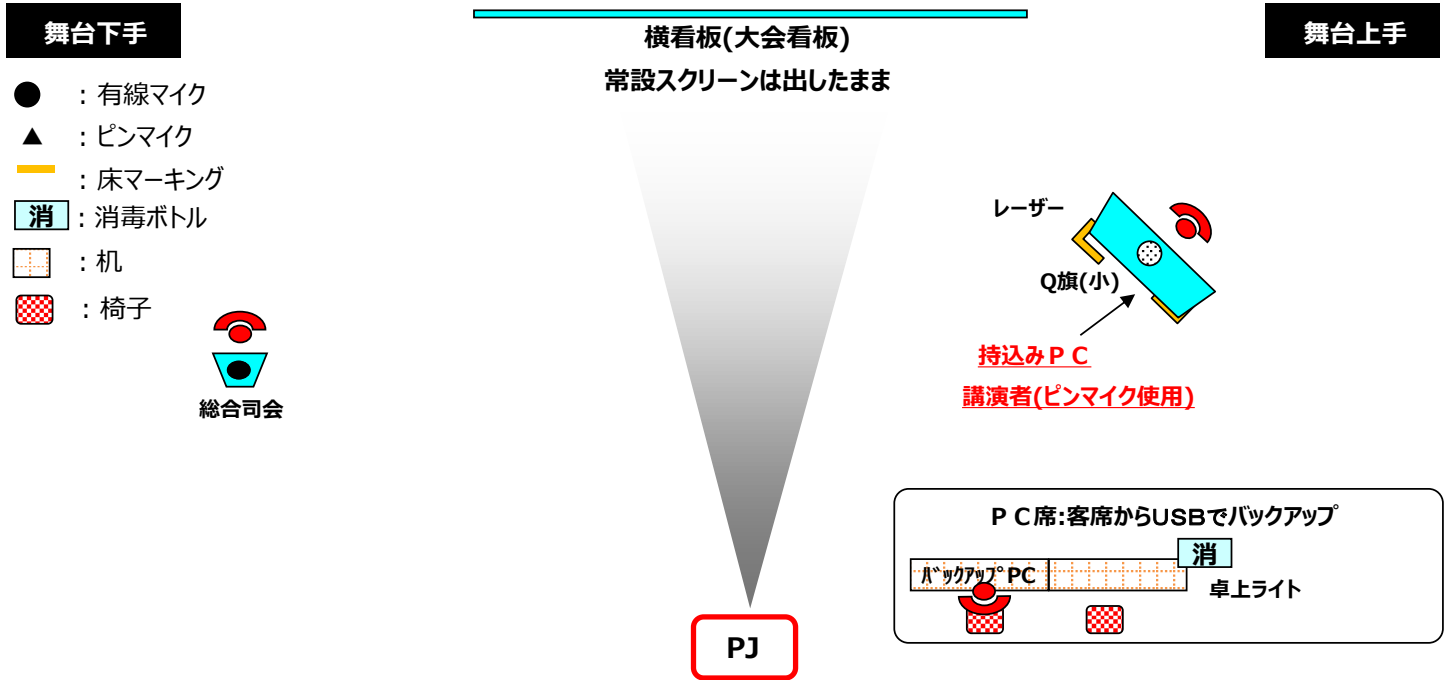 舞台下手
横看板(大会看板)
舞台上手
常設スクリーンは出したまま
：有線マイク
：ピンマイク
：床マーキング
消：消毒ボトル
：机
：椅子
総合司会
レーザー
Q旗(小)
持込みＰＣ
講演者(ピンマイク使用)
ＰＣ席:客席からUSBでバックアップ
消
ﾊﾞｯｸｱｯﾌﾟPC
卓上ライト
PJ